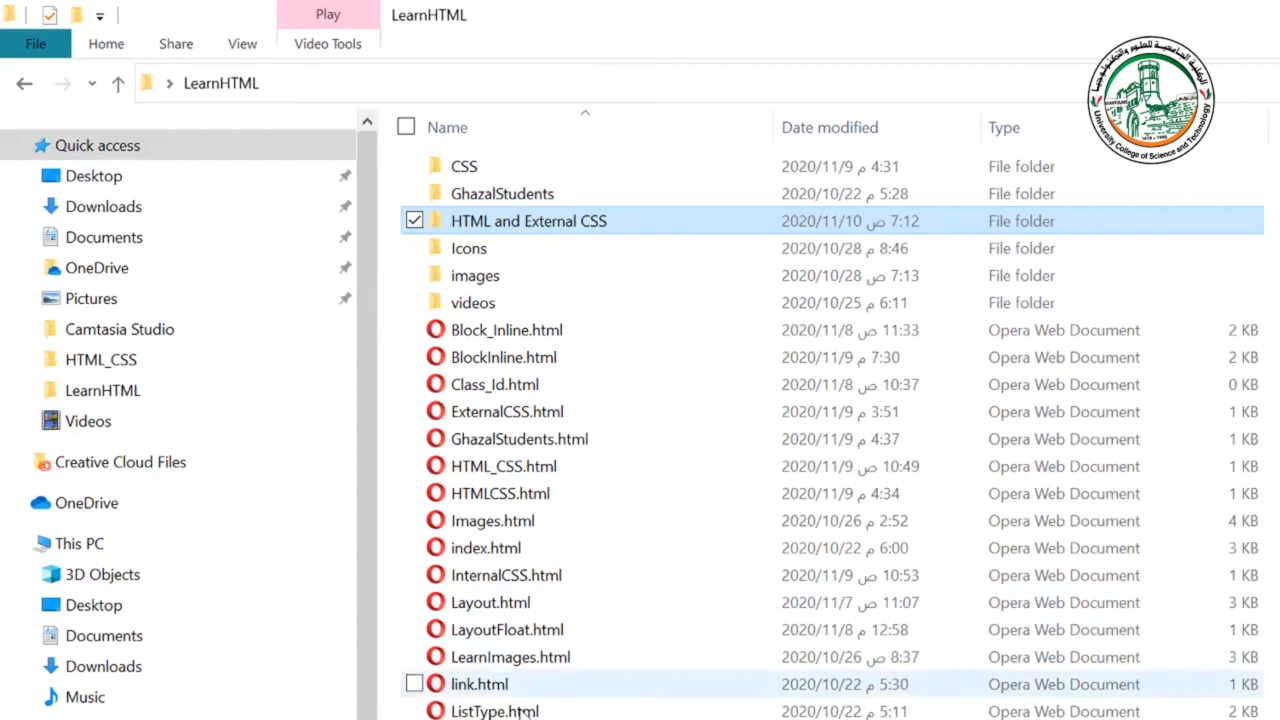 Play
LearnHTML
File
Home
Share
View
Video Tools
LearnHTML
Name
Date modified
Type
Quick access
Desktop
Downloads
Documents
OneDrive
Pictures
Camtasia Studio
HTML_CSS
LearnHTML
Videos
Creative Cloud Files
OneDrive
This PC
3D Objects
Desktop
Documents
Downloads
Music
CSS 2020/11/9 م 4:31 File folder
GhazalStudents 2020/10/22 م 5:28 File folder
HTML and External CSS 2020/11/10 ص 7:12 File folder
Icons 2020/10/28 م 8:46 File folder
images 2020/10/28 ص 7:13 File folder
videos 2020/10/25 م 6:11 File folder
Block_Inline.html 2020/11/8 ص 11:33 Opera Web Document 2 KB
BlockInline.html 2020/11/9 م 7:30 Opera Web Document 2 KB
Class_Id.html 2020/11/8 ص 10:37 Opera Web Document 0 KB
ExternalCSS.html 2020/11/9 م 3:51 Opera Web Document 1 KB
GhazalStudents.html 2020/11/9 م 4:37 Opera Web Document 1 KB
HTML_CSS.html 2020/11/9 ص 10:49 Opera Web Document 1 KB
HTMLCSS.html 2020/11/9 م 4:34 Opera Web Document 1 KB
Images.html 2020/10/26 م 2:52 Opera Web Document 4 KB
index.html 2020/10/22 م 6:00 Opera Web Document 3 KB
InternalCSS.html 2020/11/9 ص 10:53 Opera Web Document 1 KB
Layout.html 2020/11/7 ص 11:07 Opera Web Document 3 KB
LayoutFloat.html 2020/11/8 م 12:58 Opera Web Document 1 KB
LearnImages.html 2020/10/26 ص 8:37 Opera Web Document 3 KB
link.html 2020/10/22 م 5:30 Opera Web Document 1 KB
ListType.html 2020/10/22 م 5:11 Opera Web Document 2 KB
الكلية الجامعية للعلوم والتكنولوجيا
University College of Science and Technology